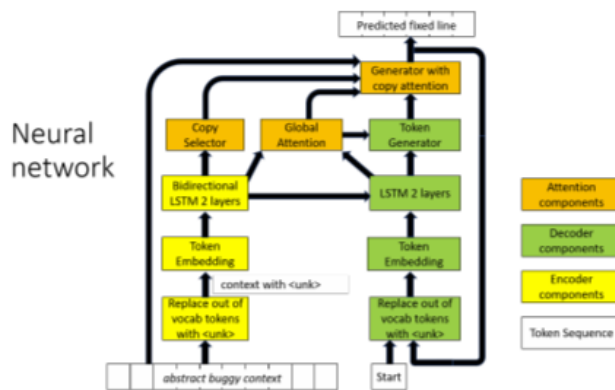 Predicted fixed line
Generator with
copy attention
Neural
network
Copy
Selector
Global
Attention
Token
Generator
Bidirectional
LSTM 2 layers
LSTM 2 layers
Attention
components
Token
Embedding
Token
Embedding
Decoder
components
context with <unk>
Encoder
components
Replace out of
vocab tokens
with <unk>
Replace out of
vocab tokens
with <unk>
Token Sequence
abstract buggy context
Start